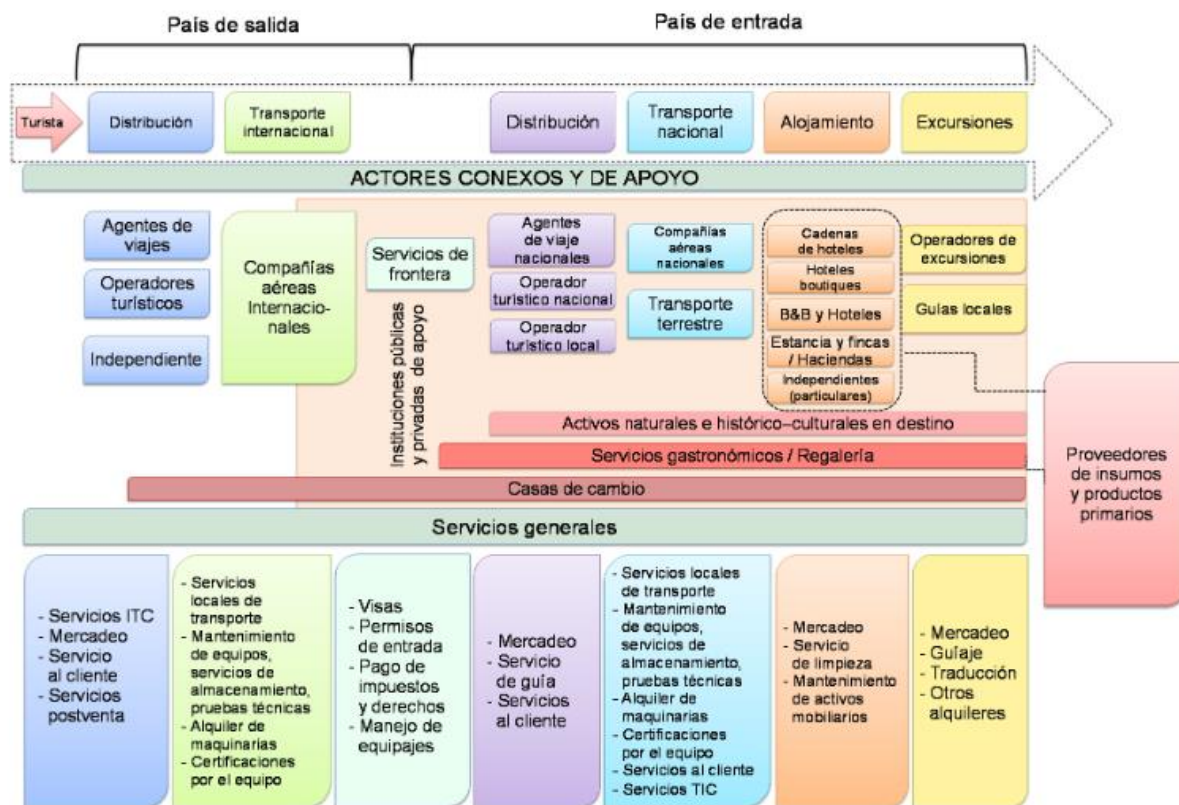 País de salida
País de entrada
Turista
Distribución
Transporte
internacional
Distribución
Transporte
nacional
Alojamiento
Excursiones
ACTORES CONEXOS Y DE APOYO
Agentes de
viajes
Operadores
turísticos
Independiente
Compañías
aéreas
Internacio-
nales
Servicios de
frontera
Instituciones públicas
y privadas de apoyo
Agentes
de viaje
nacionales
Operador
turístico nacional
Operador
turístico local
Compañías
aéreas
nacionales
Transporte
terrestre
Cadenas
de hoteles
Hoteles
boutiques
B&B y Hoteles
Estancia y fincas
/ Haciendas
Independientes
(particulares)
Operadores de
excursiones
Guías locales
Activos naturales e histórico–culturales en destino
Servicios gastronómicos / Regalería
Casas de cambio
Proveedores
de insumos
y productos
primarios
Servicios generales
- Servicios ITC
- Mercadeo
- Servicio
al cliente
- Servicios
postventa
- Servicios
locales de
transporte
- Mantenimiento
de equipos,
servicios de
almacenamiento,
pruebas técnicas
- Alquiler de
maquinarias
- Certificaciones
por el equipo
- Visas
- Permisos
de entrada
- Pago de
impuestos
y derechos
- Manejo de
equipajes
- Mercadeo
- Servicio
de guía
- Servicios
al cliente
- Servicios locales
de transporte
- Mantenimiento
de equipos,
servicios de
almacenamiento,
pruebas técnicas
- Alquiler de
maquinarias
- Certificaciones
por el equipo
- Servicios al cliente
- Servicios TIC
- Mercadeo
- Servicio
de limpieza
- Mantenimiento
de activos
mobiliarios
- Mercadeo
- Guíaje
- Traducción
- Otros
alquileres